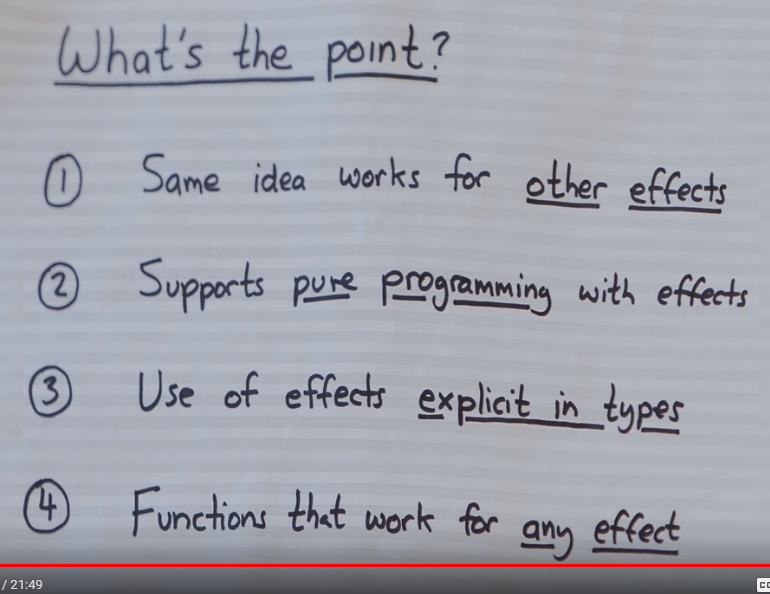 What's the point?
① Same idea works for other effects
② Supports pure programming with effects
③ Use of effects explicit in types
④ Functions that work for any effect
/ 21:49